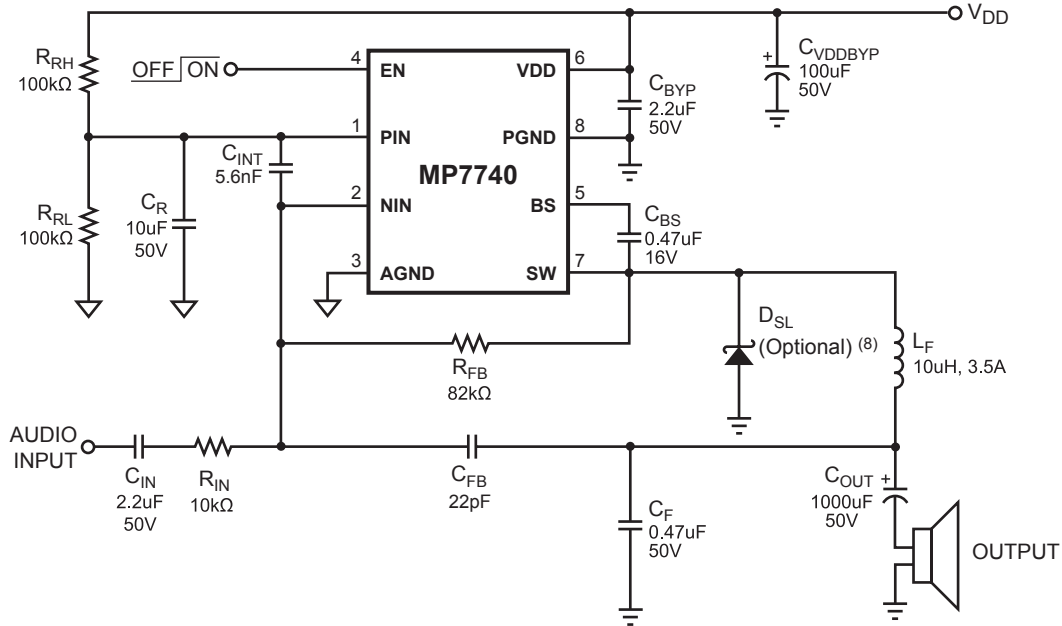 V_DD
R_RH
100kΩ
OFF ON
4
EN
VDD
6
C_BYP
2.2uF
50V
+
C_VDDBYP
100uF
50V
1
PIN
PGND
8
C_INT
5.6nF
MP7740
2
NIN
BS
5
C_BS
0.47uF
16V
R_RL
100kΩ
C_R
10uF
50V
3
AGND
SW
7
D_SL
(Optional) (8)
L_F
10uH, 3.5A
R_FB
82kΩ
AUDIO
INPUT
C_IN
2.2uF
50V
R_IN
10kΩ
C_FB
22pF
C_F
0.47uF
50V
C_OUT
+
1000uF
50V
OUTPUT